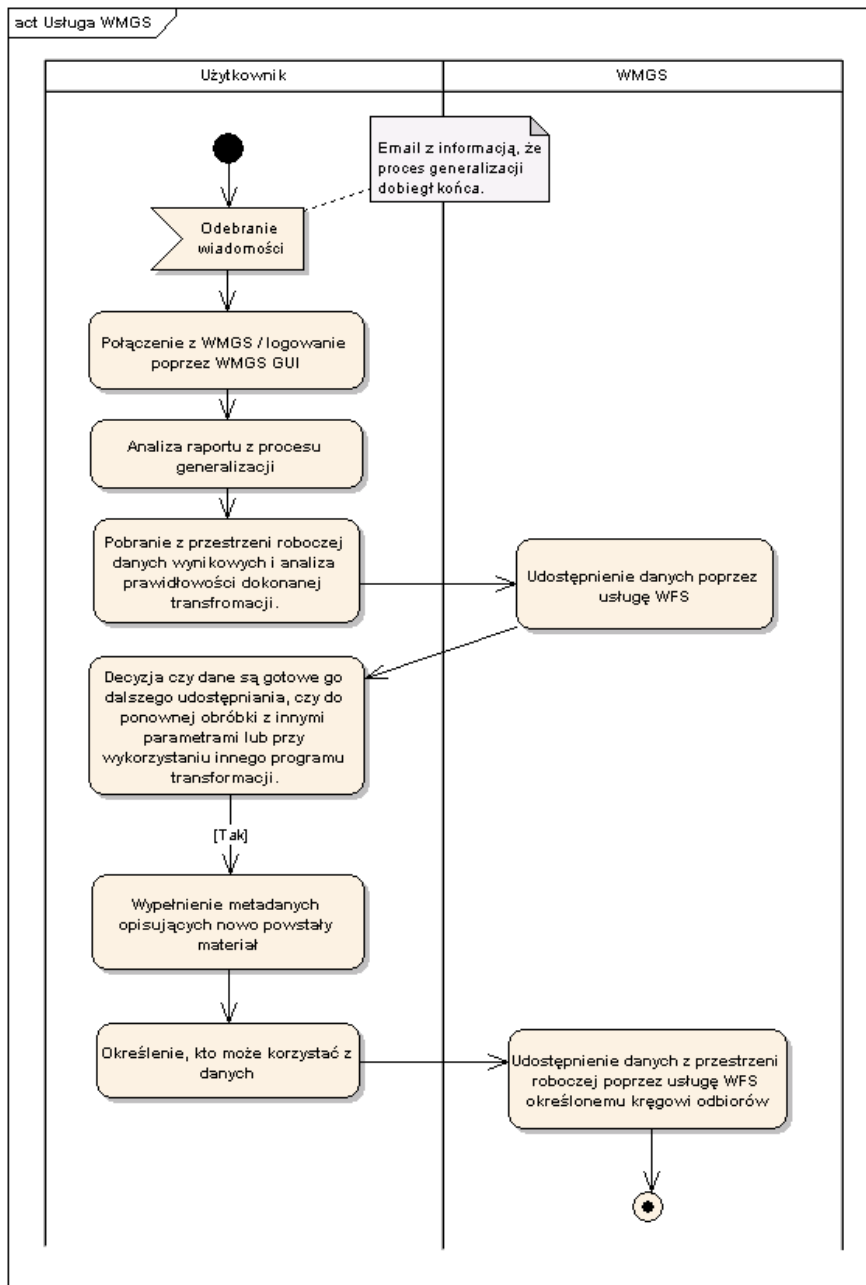 act Usługa WMGS
Użytkownik
WMGS
Email z informacją, że
proces generalizacji
dobiegł końca.
Odebranie
wiadomości
Połączenie z WMGS / logowanie
poprzez WMGS GUI
Analiza raportu z procesu
generalizacji
Pobranie z przestrzeni roboczej
danych wynikowych i analiza
prawidłowości dokonanej
transfromacji.
Udostępnienie danych poprzez
usługę WFS
Decyzja czy dane są gotowe go
dalszego udostępniania, czy do
ponownej obróbki z innymi
parametrami lub przy
wykorzystaniu innego programu
transformacji.
[Tak]
Wypełnienie metadanych
opisujących nowo powstały
materiał
Określenie, kto może korzystać z
danych
Udostępnienie danych z przestrzeni
roboczej poprzez usługę WFS
określonemu kręgowi odbiorów